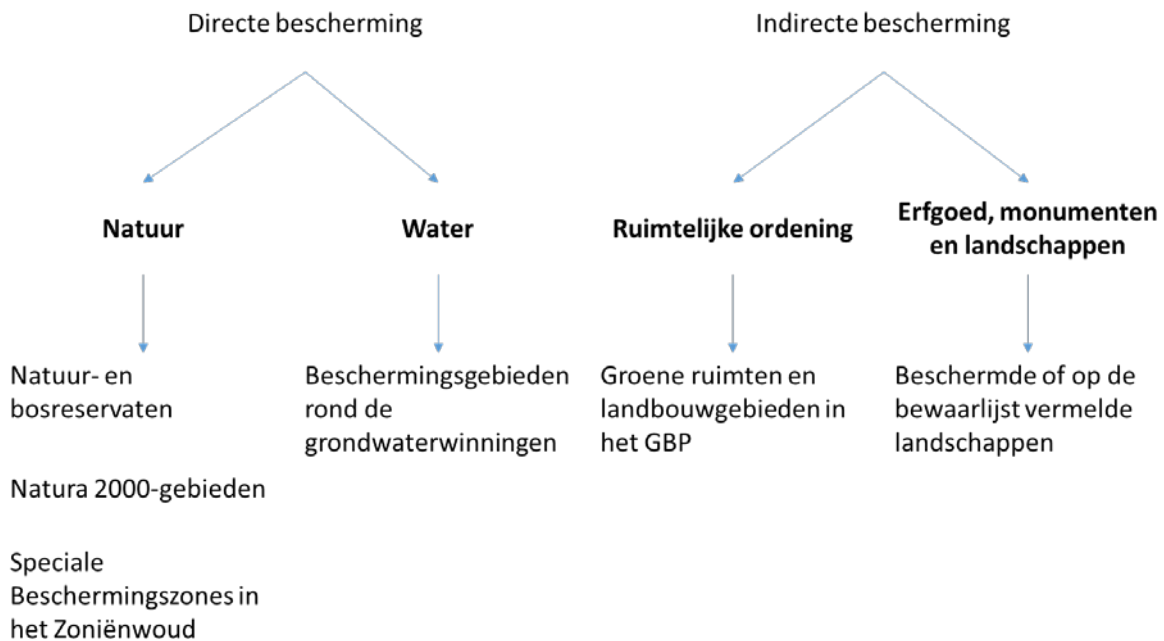 Directe bescherming
Indirecte bescherming
Natuur
Water
Ruimtelijke ordening
Erfgoed, monumenten
en landschappen
Natuur- en
bosreservaten
Natura 2000-gebieden
Speciale
Beschermingszones in
het Zoniënwoud
Beschermingsgebieden
rond de
grondwaterwinningen
Groene ruimten en
landbouwgebieden in
het GBP
Beschermde of op de
bewaarlijst vermelde
landschappen